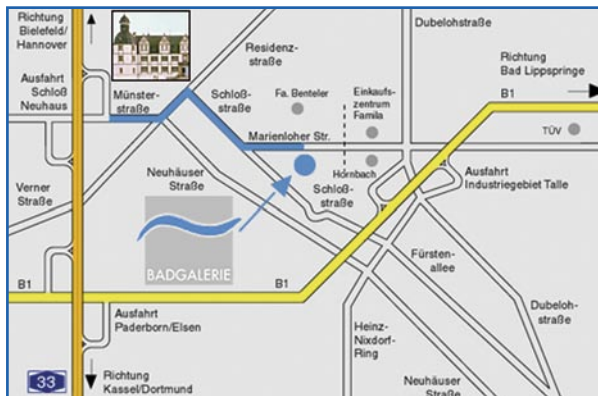 Richtung
Bielefeld/
Hannover
Ausfahrt
Schloß
Neuhaus
Münster-
straße
Residenz-
straße
Schloß-
straße
Fa. Benteler
Einkaufs-
zentrum
Famila
Dubelohstraße
Richtung
Bad Lippspringe
B1
TÜV
Marienloher Str.
Hornbach
Verner
Straße
Neuhäuser
Straße
Schloß-
straße
Ausfahrt
Industriegebiet Talle
BADGALERIE
B1
B1
Fürsten-
allee
Ausfahrt
Paderborn/Elsen
Heinz-
Nixdorf-
Ring
Dubeloh-
straße
33
Richtung
Kassel/Dortmund
Neuhäuser
Straße